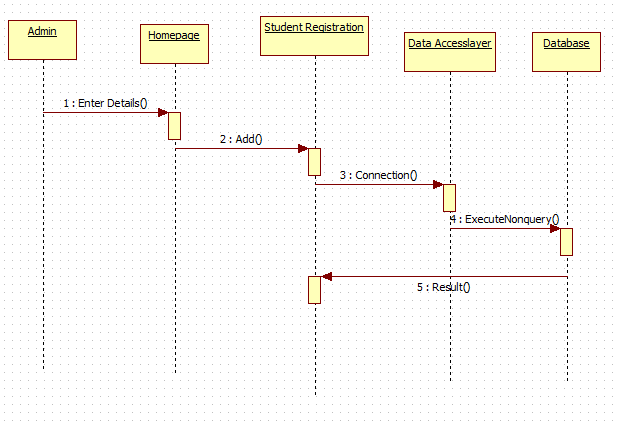 Admin
Homepage
Student Registration
Data Accesslayer
Database
1 : Enter Details()
2 : Add()
3 : Connection()
4 : ExecuteNonquery()
5 : Result()